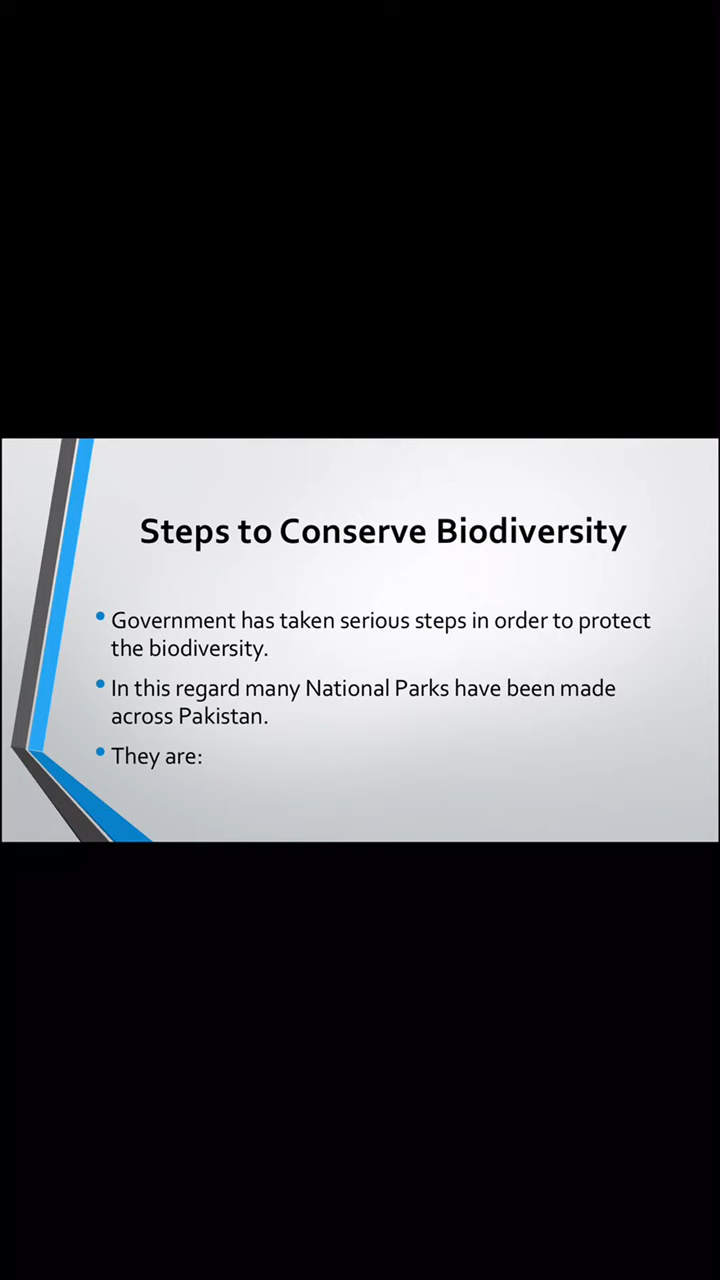 Steps to Conserve Biodiversity
• Government has taken serious steps in order to protect
the biodiversity.
• In this regard many National Parks have been made
across Pakistan.
• They are: